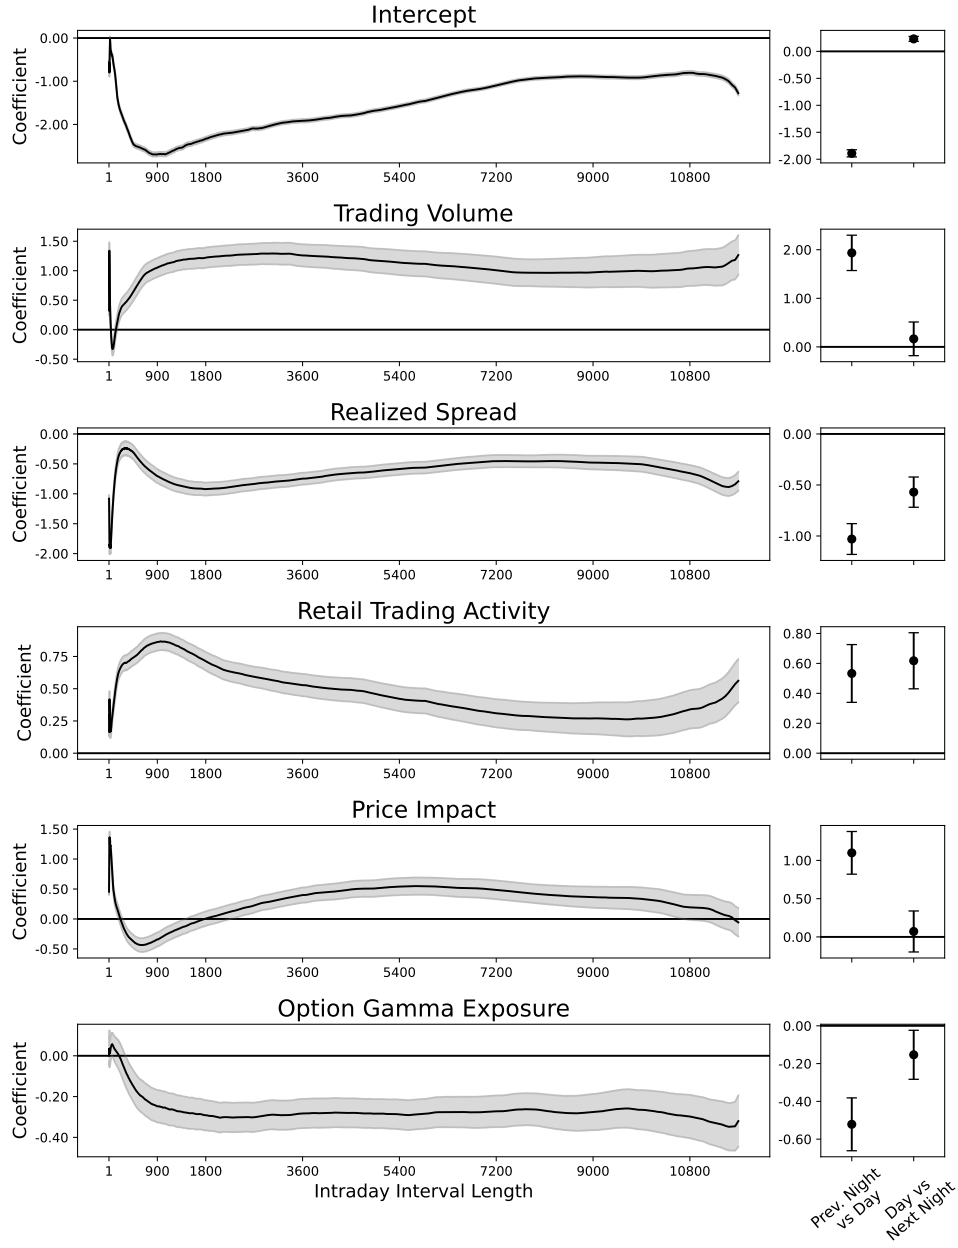 Intercept
Coefficient
0.00
-1.00
-2.00
1 900 1800 3600 5400 7200 9000 10800
0.00
-0.50
-1.00
-1.50
-2.00
Trading Volume
Coefficient
1.50
1.00
0.50
0.00
-0.50
1 900 1800 3600 5400 7200 9000 10800
2.00
1.00
0.00
Realized Spread
Coefficient
0.00
-0.50
-1.00
-1.50
-2.00
1 900 1800 3600 5400 7200 9000 10800
0.00
-0.50
-1.00
Retail Trading Activity
Coefficient
0.75
0.50
0.25
0.00
1 900 1800 3600 5400 7200 9000 10800
0.80
0.60
0.40
0.20
0.00
Price Impact
Coefficient
1.50
1.00
0.50
0.00
-0.50
1 900 1800 3600 5400 7200 9000 10800
1.00
0.50
0.00
Option Gamma Exposure
Coefficient
0.00
-0.20
-0.40
1 900 1800 3600 5400 7200 9000 10800
Intraday Interval Length
0.00
-0.20
-0.40
-0.60
Prev. Night
vs Day
Day vs
Next Night